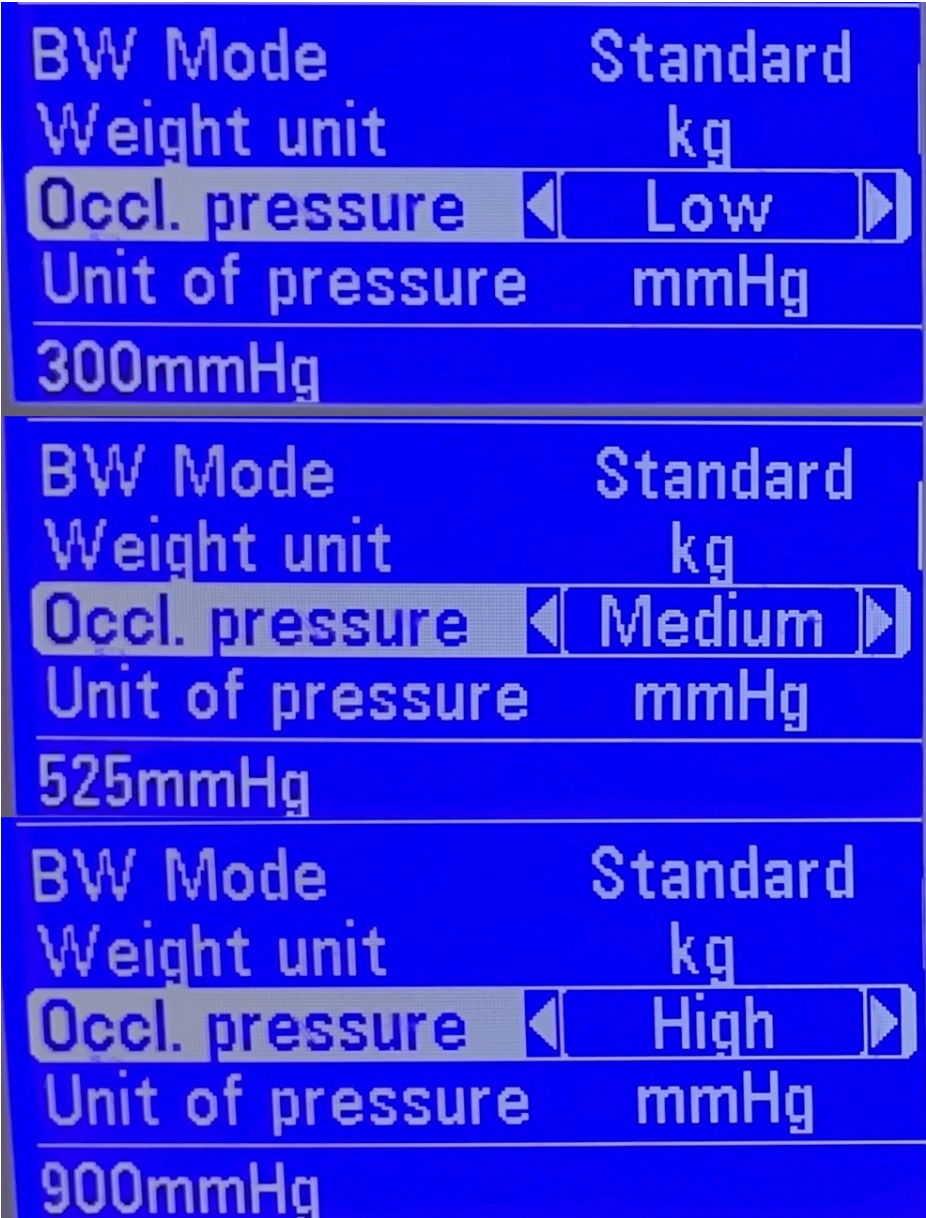 BW Mode Standard
Weight unit kg
Occl. pressure Low
Unit of pressure mmHg
300mmHg
BW Mode Standard
Weight unit kg
Occl. pressure Medium
Unit of pressure mmHg
525mmHg
BW Mode Standard
Weight unit kg
Occl. pressure High
Unit of pressure mmHg
900mmHg